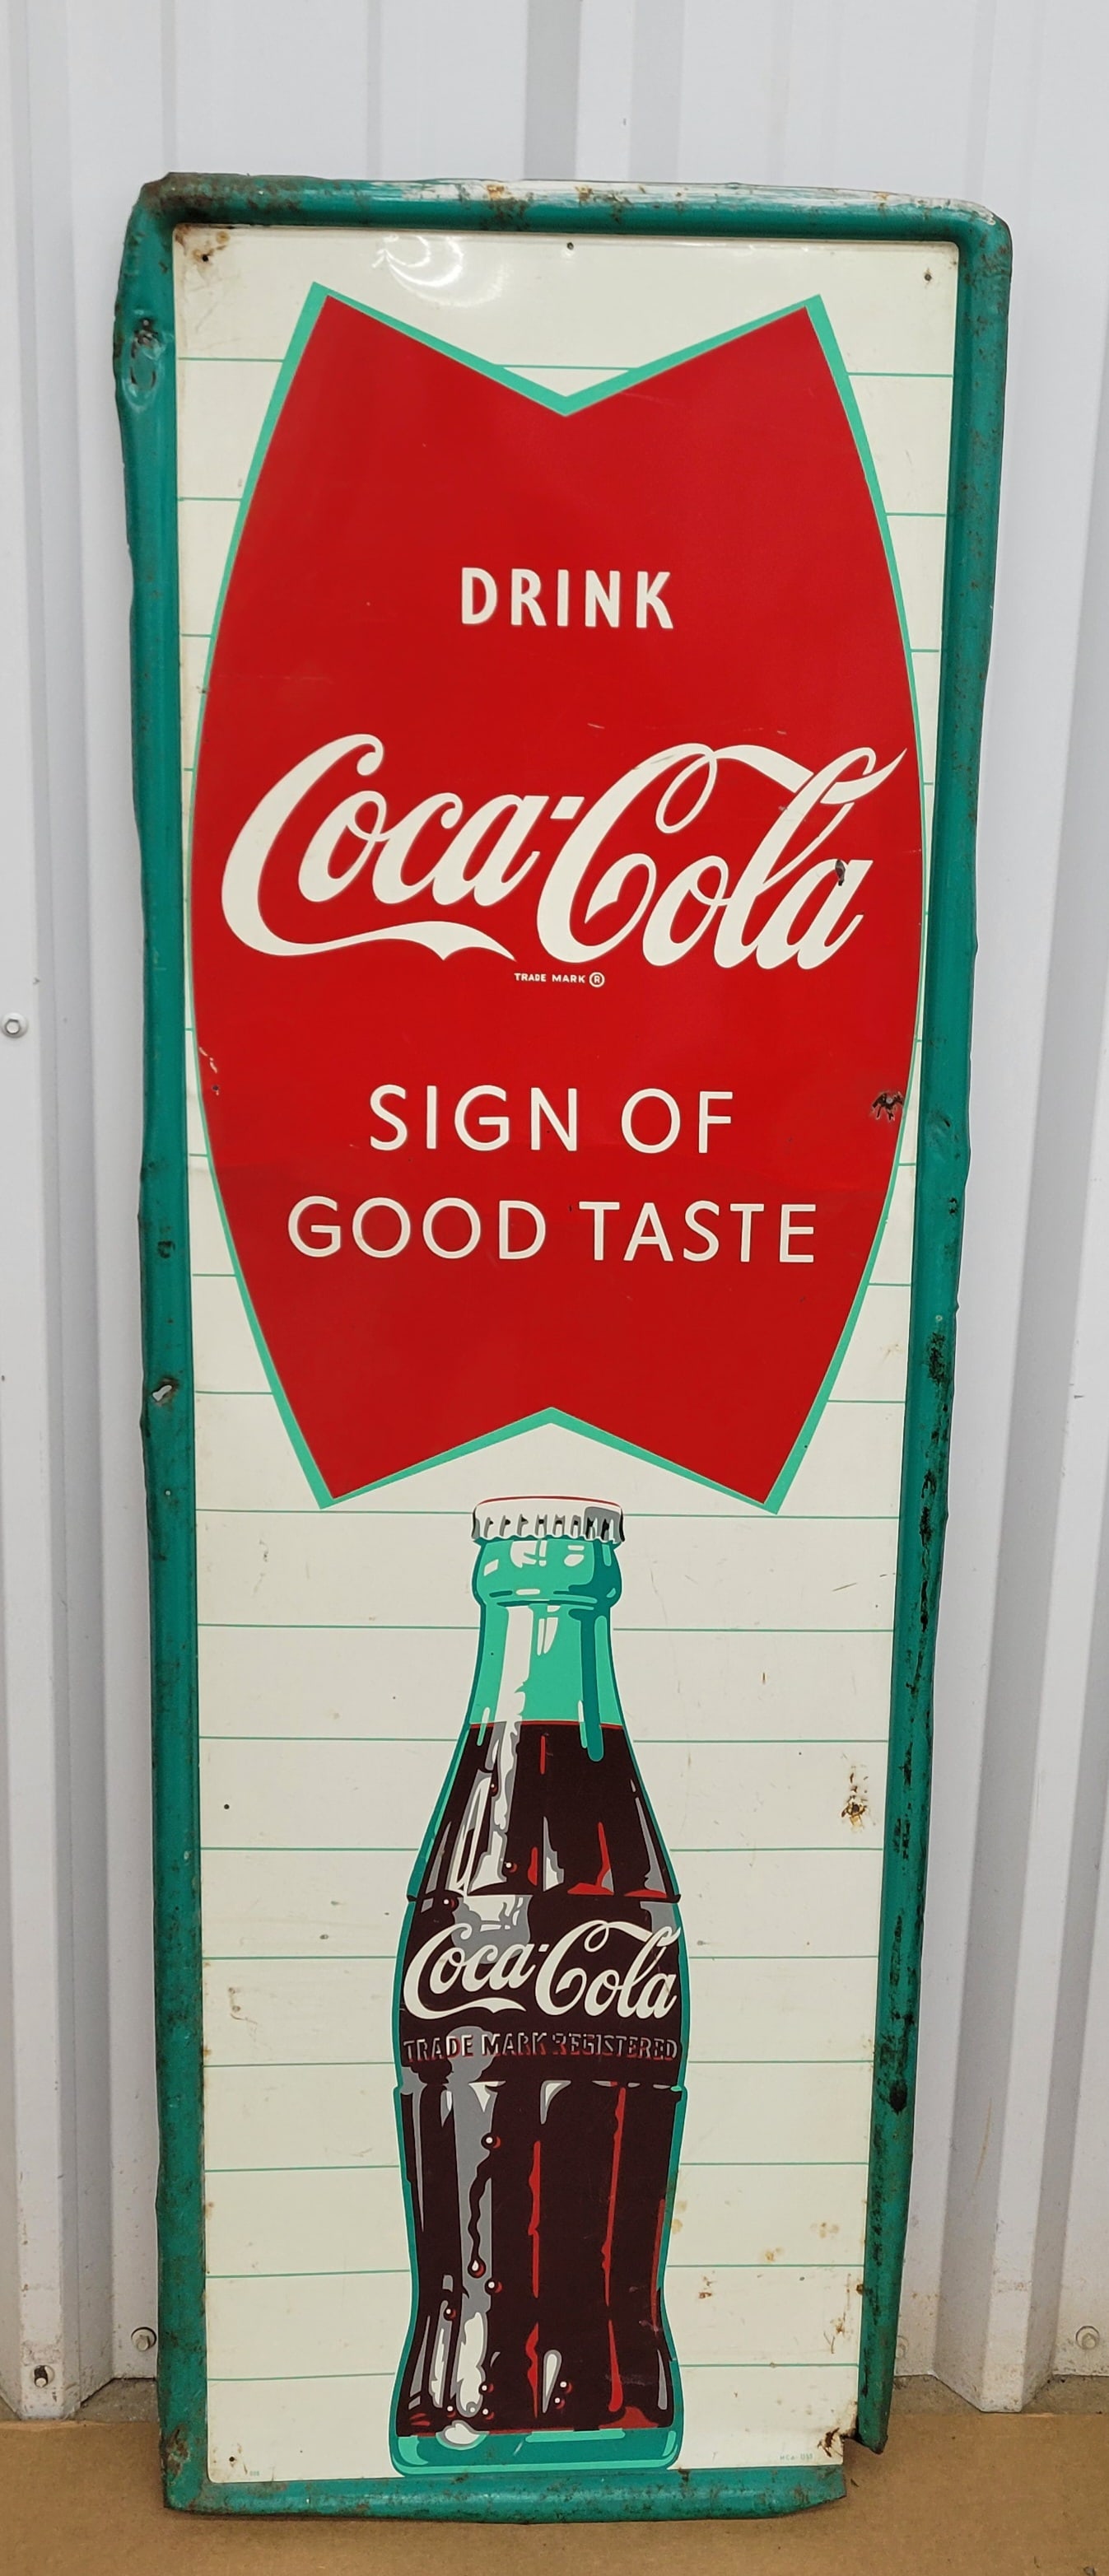 DRINK
Coca-Cola
TRADE MARK ®
SIGN OF
GOOD TASTE
Coca-Cola
TRADE MARK REGISTERED